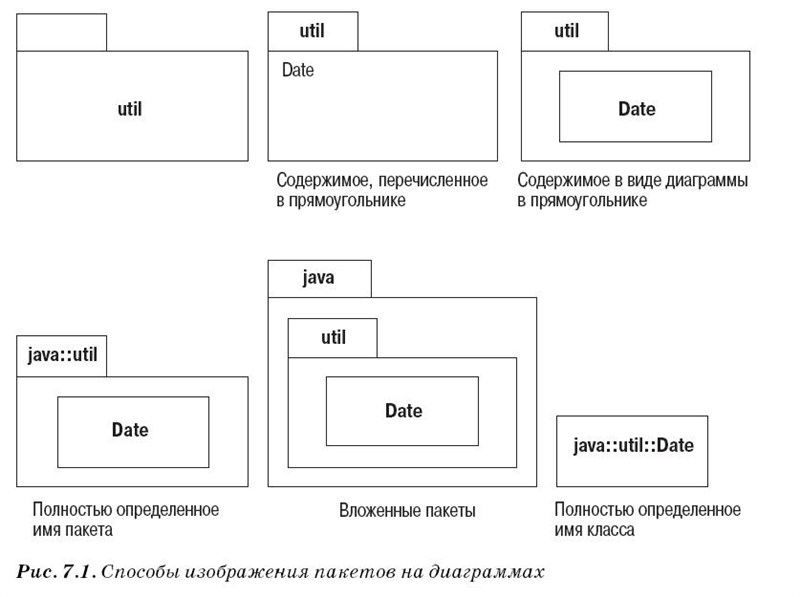 util
util
Date
util
Date
Содержимое, перечисленное
в прямоугольнике
Содержимое в виде диаграммы
в прямоугольнике
java::util
Date
Полностью определенное
имя пакета
java
util
Date
Вложенные пакеты
java::util::Date
Полностью определенное
имя класса
Рис. 7.1. Способы изображения пакетов на диаграммах